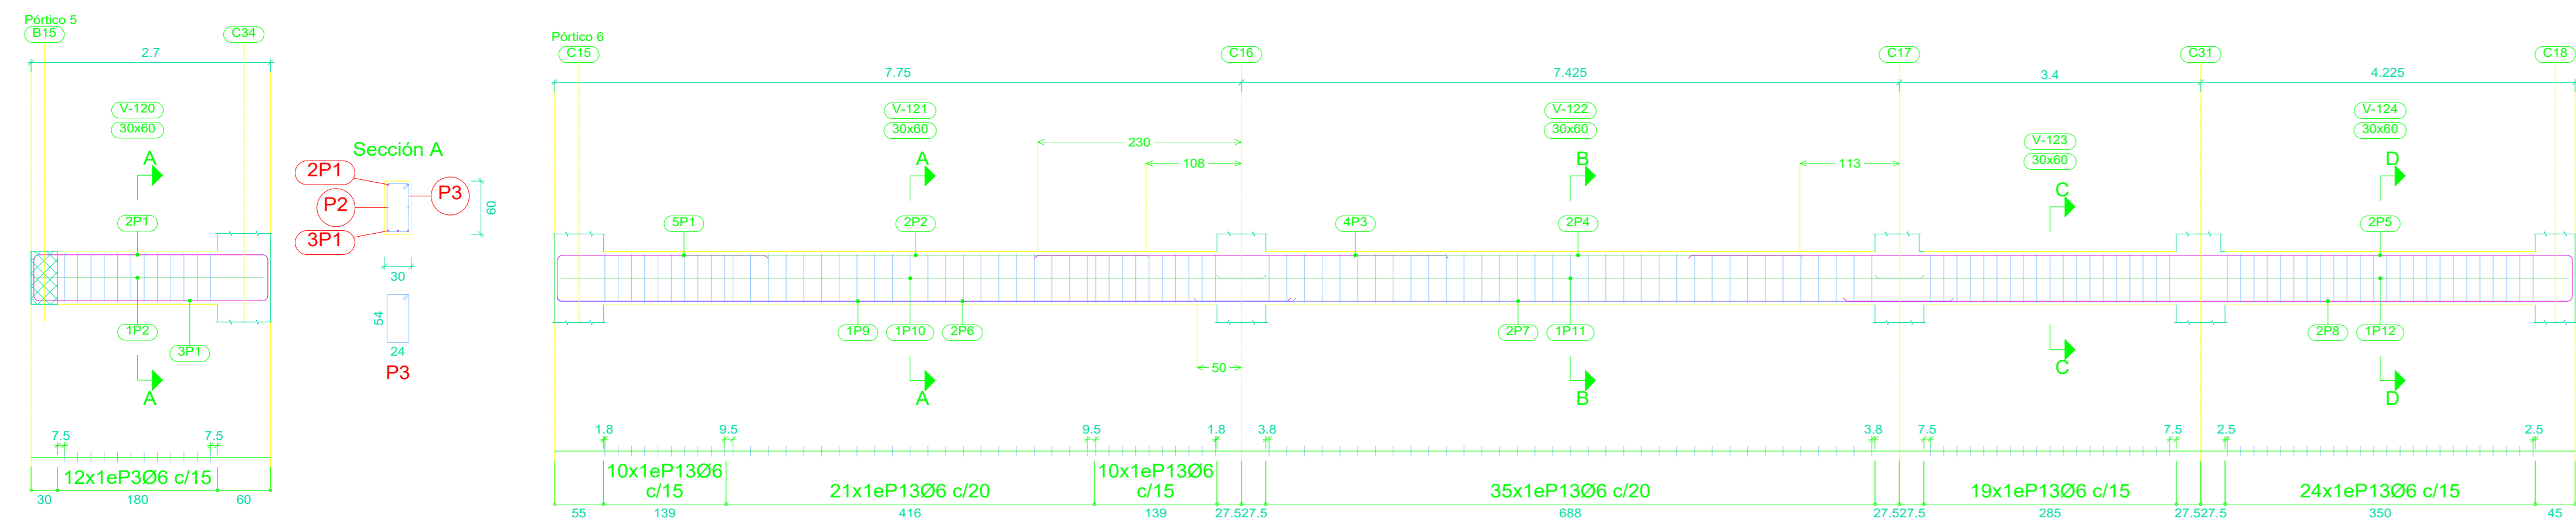 Pórtico 5
B15
C34
2.7
V-120
30x60
A
2P1
1P2
3P1
A
7.5
7.5
12x1eP3Ø6 c/15
30
180
60
Sección A
2P1
P2
3P1
P3
60
30
54
24
P3
Pórtico 6
C15
C16
C17
C31
C18
7.75
7.425
3.4
4.225
V-121
30x60
V-122
30x60
V-123
30x60
V-124
30x60
230
108
113
A
B
C
D
5P1
2P2
4P3
2P4
2P5
1P9
1P10
2P6
2P7
1P11
2P8
1P12
50
A
B
C
D
1.8
9.5
9.5
1.8
3.8
3.8
7.5
7.5
2.5
2.5
10x1eP13Ø6
c/15
21x1eP13Ø6 c/20
10x1eP13Ø6
c/15
35x1eP13Ø6 c/20
19x1eP13Ø6 c/15
24x1eP13Ø6 c/15
55
139
416
139
27.5
27.5
688
27.5
27.5
285
27.5
27.5
350
45